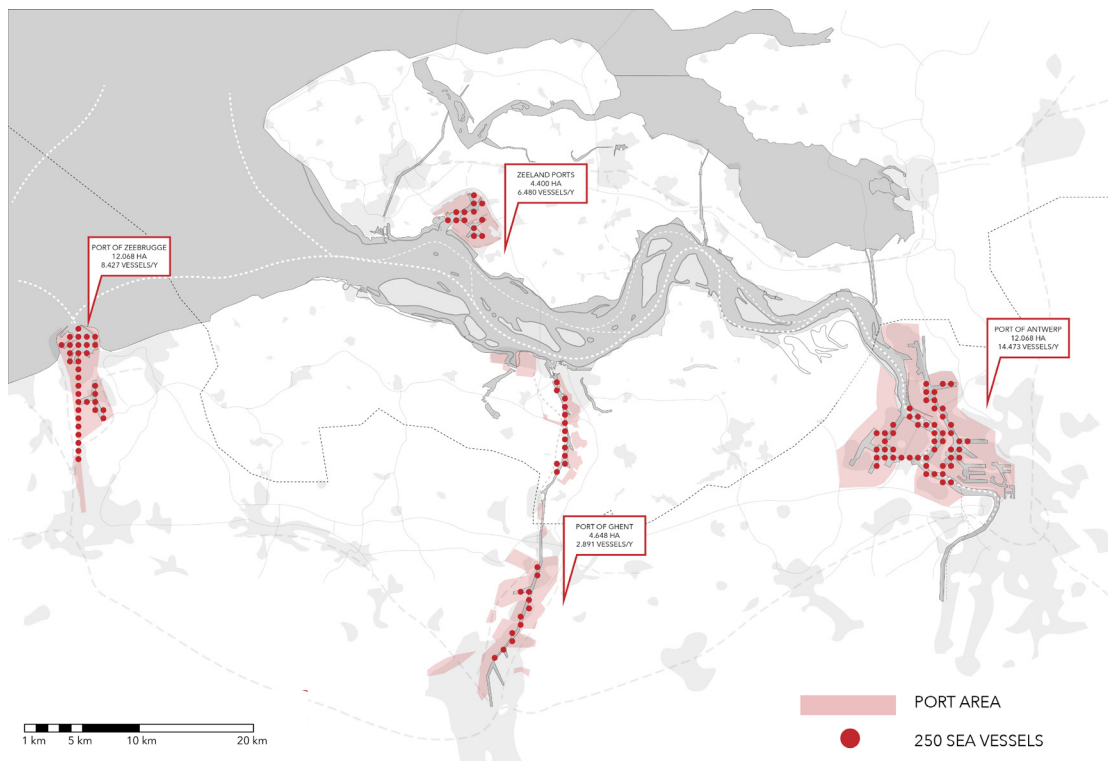 ZEELAND PORTS
4.400 HA
6.480 VESSELS/Y
PORT OF ZEEBRUGGE
12.068 HA
8.427 VESSELS/Y
PORT OF ANTWERP
12.068 HA
14.473 VESSELS/Y
PORT OF GHENT
4.648 HA
2.891 VESSELS/Y
PORT AREA
250 SEA VESSELS
1 km 5 km 10 km 20 km